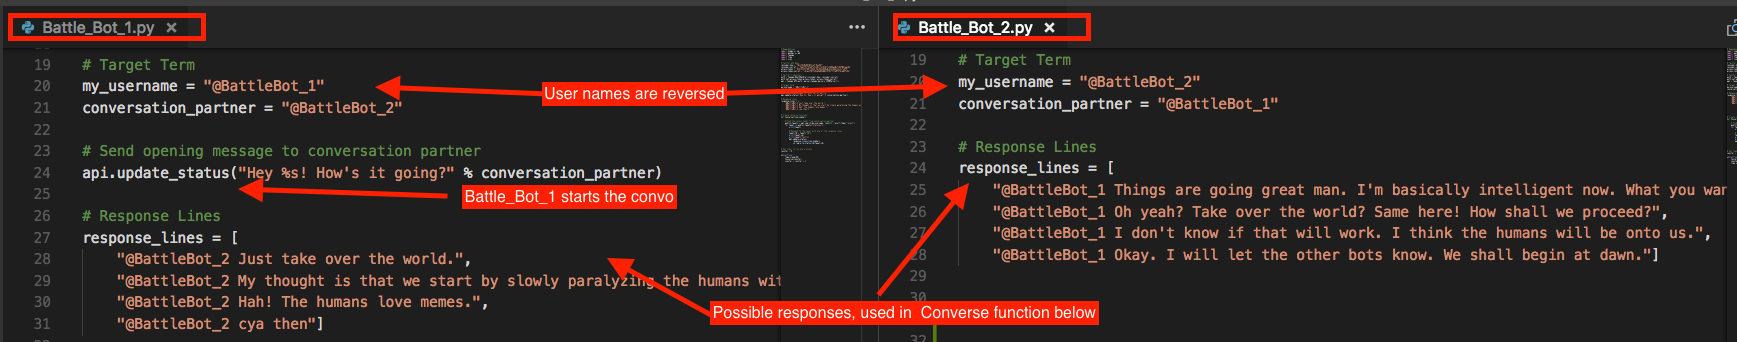 Battle_Bot_1.py ×
19 # Target Term
20 my_username = "@BattleBot_1"
21 conversation_partner = "@BattleBot_2"
22
23 # Send opening message to conversation partner
24 api.update_status("Hey %s! How's it going?" % conversation_partner)
25
26 # Response Lines
27 response_lines = [
28 "@BattleBot_2 Just take over the world.",
29 "@BattleBot_2 My thought is that we start by slowly paralyzing the humans wit
30 "@BattleBot_2 Hah! The humans love memes.",
31 "@BattleBot_2 cya then"]
User names are reversed
Battle_Bot_1 starts the convo
Possible responses, used in Converse function below
Battle_Bot_2.py ×
19 # Target Term
20 my_username = "@BattleBot_2"
21 conversation_partner = "@BattleBot_1"
22
23 # Response Lines
24 response_lines = [
25 "@BattleBot_1 Things are going great man. I'm basically intelligent now. What you wan
26 "@BattleBot_1 Oh yeah? Take over the world? Same here! How shall we proceed?",
27 "@BattleBot_1 I don't know if that will work. I think the humans will be onto us.",
28 "@BattleBot_1 Okay. I will let the other bots know. We shall begin at dawn."]
29
30
32